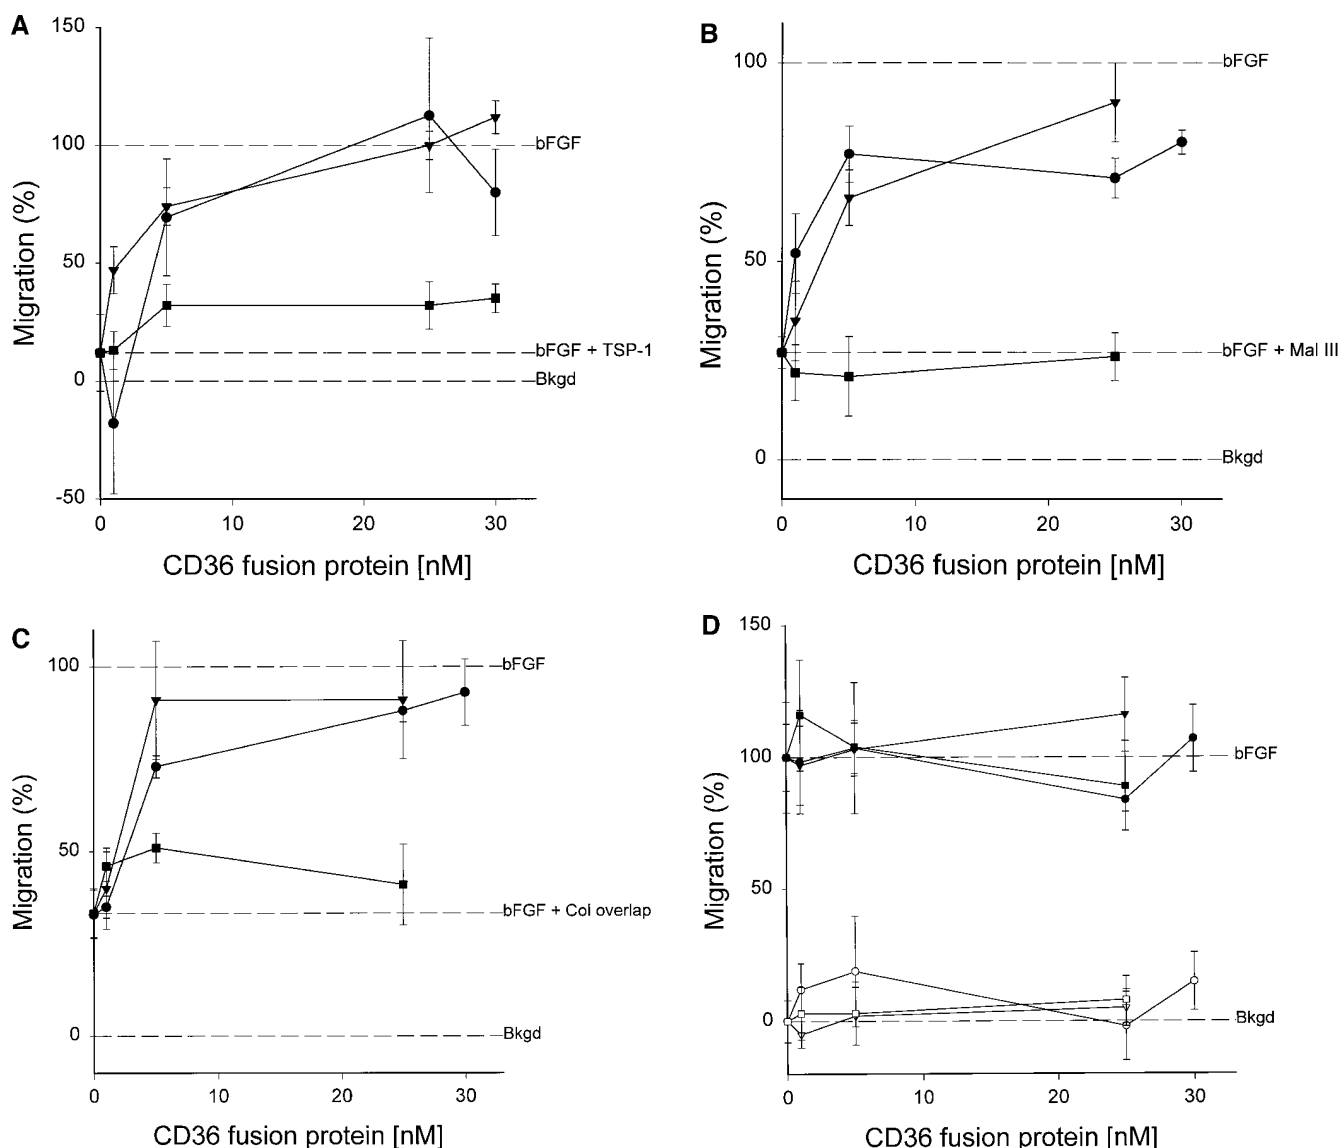 A
150
100
50
0
-50
Migration (%)
bFGF
bFGF + TSP-1
Bkgd
0 10 20 30
CD36 fusion protein [nM]
B
100
50
0
Migration (%)
bFGF
bFGF + Mal III
Bkgd
0 10 20 30
CD36 fusion protein [nM]
C
100
50
0
Migration (%)
bFGF
bFGF + Col overlap
Bkgd
0 10 20 30
CD36 fusion protein [nM]
D
150
100
50
0
Migration (%)
bFGF
Bkgd
0 10 20 30
CD36 fusion protein [nM]